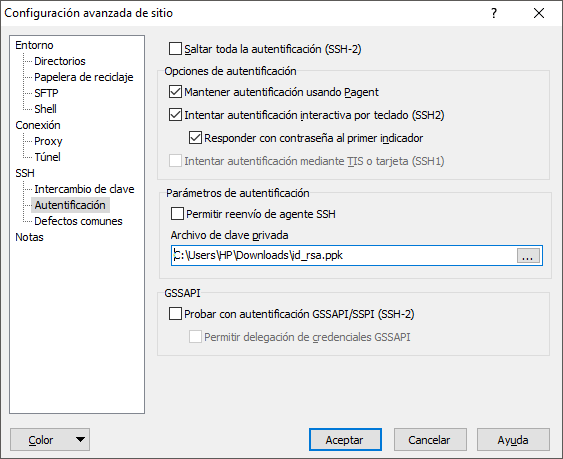 Configuración avanzada de sitio
Entorno
Directorios
Papelera de reciclaje
SFTP
Shell
Conexión
Proxy
Túnel
SSH
Intercambio de clave
Autentificación
Defectos comunes
Notas
Saltar toda la autentificación (SSH-2)
Opciones de autentificación
Mantener autentificación usando Pagent
Intentar autentificación interactiva por teclado (SSH2)
Responder con contraseña al primer indicador
Intentar autentificación mediante TIS o tarjeta (SSH1)
Parámetros de autentificación
Permitir reenvío de agente SSH
Archivo de clave privada
C:\Users\HP\Downloads\id_rsa.ppk
...
GSSAPI
Probar con autentificación GSSAPI/SSPI (SSH-2)
Permitir delegación de credenciales GSSAPI
Color
Aceptar
Cancelar
Ayuda